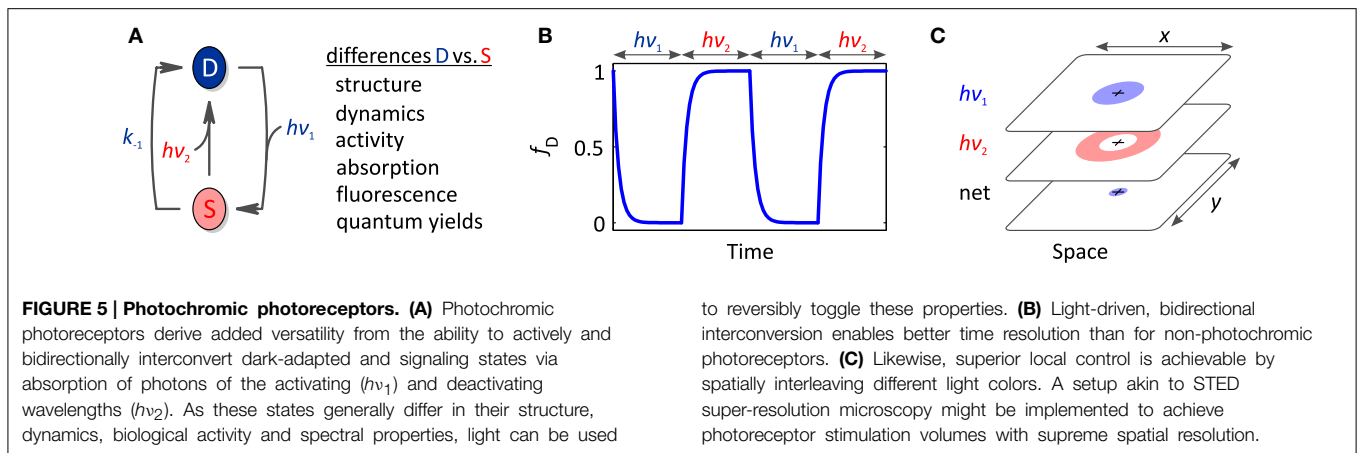 A
D
S
k-1
hν2
hν1
differences D vs. S
structure
dynamics
activity
absorption
fluorescence
quantum yields
B
hν1 hν2 hν1 hν2
1
0.5
0
fD
Time
C
x
hν1
hν2
net
y
Space
FIGURE 5 | Photochromic photoreceptors. (A) Photochromic
photoreceptors derive added versatility from the ability to actively and
bidirectionally interconvert dark-adapted and signaling states via
absorption of photons of the activating (hν1) and deactivating
wavelengths (hν2). As these states generally differ in their structure,
dynamics, biological activity and spectral properties, light can be used
to reversibly toggle these properties. (B) Light-driven, bidirectional
interconversion enables better time resolution than for non-photochromic
photoreceptors. (C) Likewise, superior local control is achievable by
spatially interleaving different light colors. A setup akin to STED
super-resolution microscopy might be implemented to achieve
photoreceptor stimulation volumes with supreme spatial resolution.